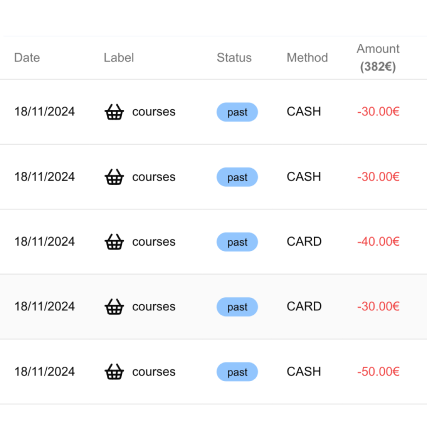 Date Label Status Method Amount
(382€)
18/11/2024 courses past CASH -30.00€
18/11/2024 courses past CASH -30.00€
18/11/2024 courses past CARD -40.00€
18/11/2024 courses past CARD -30.00€
18/11/2024 courses past CASH -50.00€